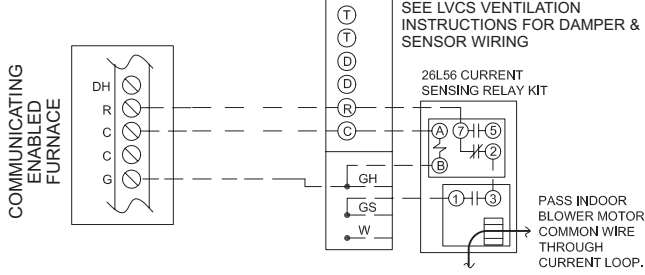 COMMUNICATING
ENABLED
FURNACE
DH
R
C
C
G
T
T
D
D
R
C
GH
GS
W
SEE LVCS VENTILATION
INSTRUCTIONS FOR DAMPER &
SENSOR WIRING
26L56 CURRENT
SENSING RELAY KIT
A 7 5
2
B
1 3
PASS INDOOR
BLOWER MOTOR
COMMON WIRE
THROUGH
CURRENT LOOP.